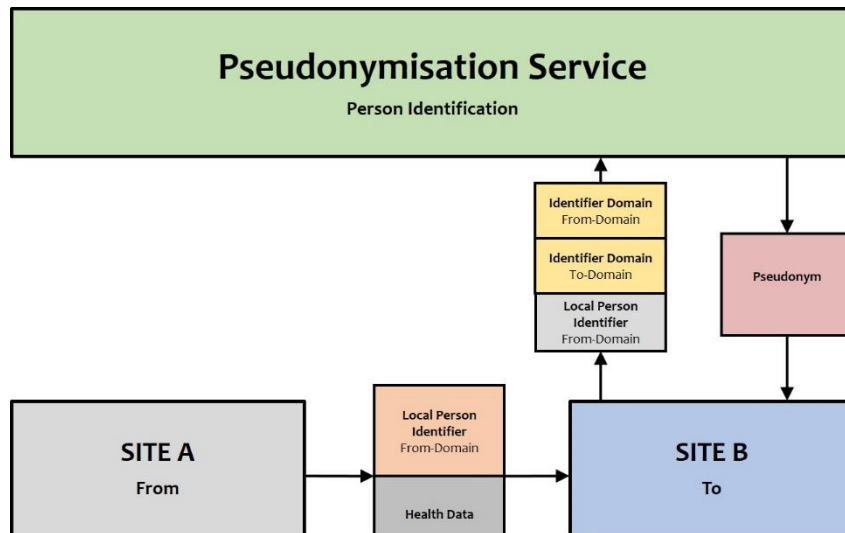 Pseudonymisation Service
Person Identification
Identifier Domain
From-Domain
Identifier Domain
To-Domain
Local Person
Identifier
From-Domain
Pseudonym
SITE A
From
Local Person
Identifier
From-Domain
Health Data
SITE B
To